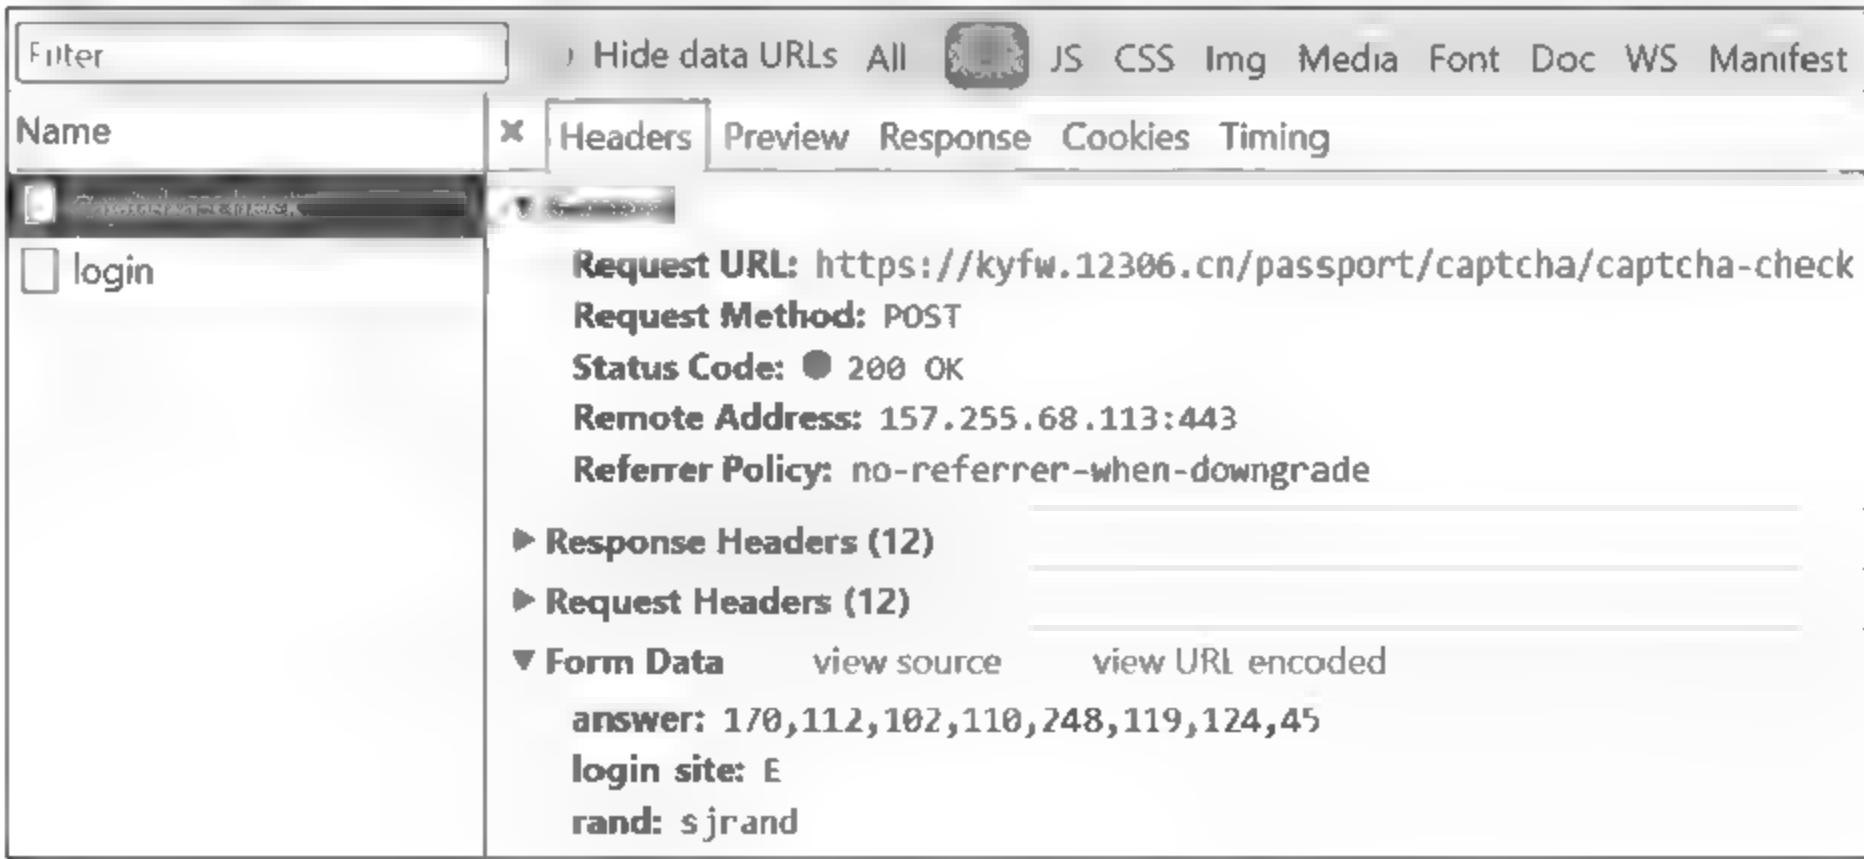 Filter
Hide data URLs All JS CSS Img Media Font Doc WS Manifest
Name
× Headers Preview Response Cookies Timing
login
Request URL: https://kyfw.12306.cn/passport/captcha/captcha-check
Request Method: POST
Status Code: 200 OK
Remote Address: 157.255.68.113:443
Referrer Policy: no-referrer-when-downgrade
Response Headers (12)
Request Headers (12)
Form Data view source view URL encoded
answer: 170,112,102,110,248,119,124,45
login site: E
rand: sjrand